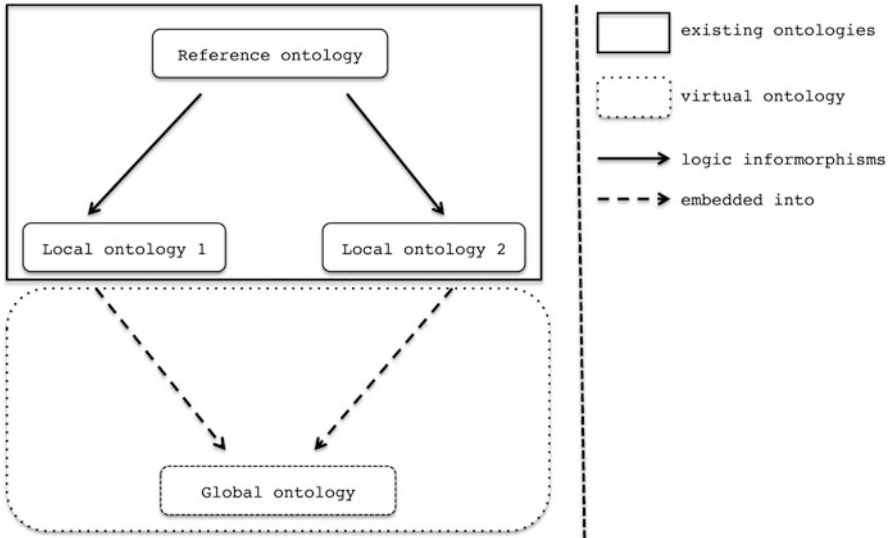 Reference ontology
Local ontology 1
Local ontology 2
Global ontology
existing ontologies
virtual ontology
logic informorphisms
embedded into